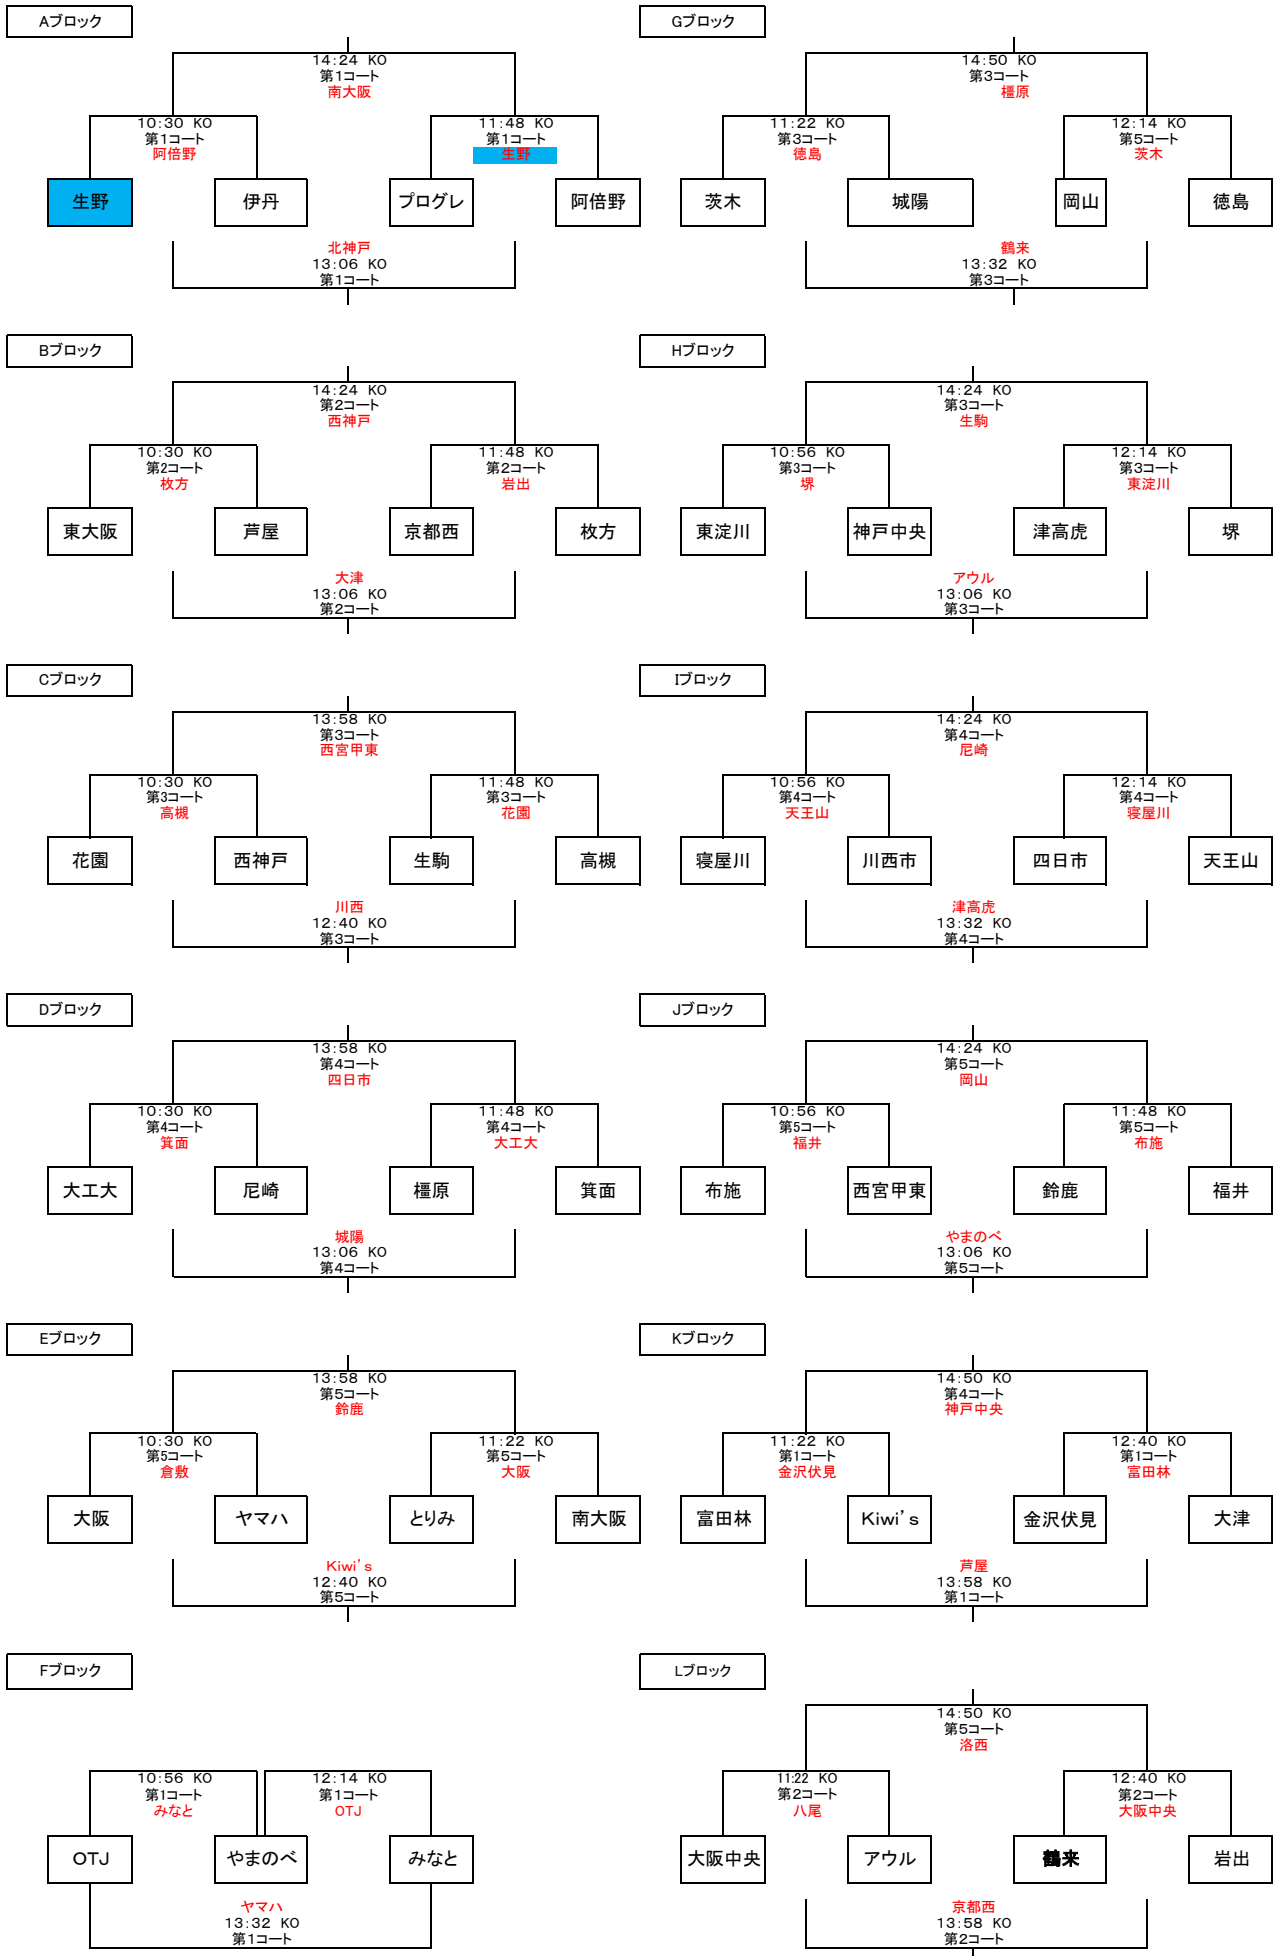 Aブロック
14:24 KO
第1コート
南大阪
10:30 KO
第1コート
阿倍野
11:48 KO
第1コート
生野
生野
伊丹
プログレ
阿倍野
北神戸
13:06 KO
第1コート
Gブロック
14:50 KO
第3コート
橿原
11:22 KO
第3コート
徳島
12:14 KO
第5コート
茨木
茨木
城陽
岡山
徳島
鶴来
13:32 KO
第3コート
Bブロック
14:24 KO
第2コート
西神戸
10:30 KO
第2コート
枚方
11:48 KO
第2コート
岩出
東大阪
芦屋
京都西
枚方
大津
13:06 KO
第2コート
Hブロック
14:24 KO
第3コート
生駒
10:56 KO
第3コート
堺
12:14 KO
第3コート
東淀川
東淀川
神戸中央
津高虎
堺
アウル
13:06 KO
第3コート
Cブロック
13:58 KO
第3コート
西宮甲東
10:30 KO
第3コート
高槻
11:48 KO
第3コート
花園
花園
西神戸
生駒
高槻
川西
12:40 KO
第3コート
Iブロック
14:24 KO
第4コート
尼崎
10:56 KO
第4コート
天王山
12:14 KO
第4コート
寝屋川
寝屋川
川西市
四日市
天王山
津高虎
13:32 KO
第4コート
Dブロック
13:58 KO
第4コート
四日市
10:30 KO
第4コート
箕面
11:48 KO
第4コート
大工大
大工大
尼崎
橿原
箕面
城陽
13:06 KO
第4コート
Jブロック
14:24 KO
第5コート
岡山
10:56 KO
第5コート
福井
11:48 KO
第5コート
布施
布施
西宮甲東
鈴鹿
福井
やまのべ
13:06 KO
第5コート
Eブロック
13:58 KO
第5コート
鈴鹿
10:30 KO
第5コート
倉敷
11:22 KO
第5コート
大阪
大阪
ヤマハ
とりみ
南大阪
Kiwi's
12:40 KO
第5コート
Kブロック
14:50 KO
第4コート
神戸中央
11:22 KO
第1コート
金沢伏見
12:40 KO
第1コート
富田林
富田林
Kiwi's
金沢伏見
大津
芦屋
13:58 KO
第1コート
Fブロック
10:56 KO
第1コート
みなと
12:14 KO
第1コート
OTJ
OTJ
やまのべ
みなと
ヤマハ
13:32 KO
第1コート
Lブロック
14:50 KO
第5コート
洛西
11:22 KO
第2コート
八尾
12:40 KO
第2コート
大阪中央
大阪中央
アウル
鶴来
岩出
京都西
13:58 KO
第2コート